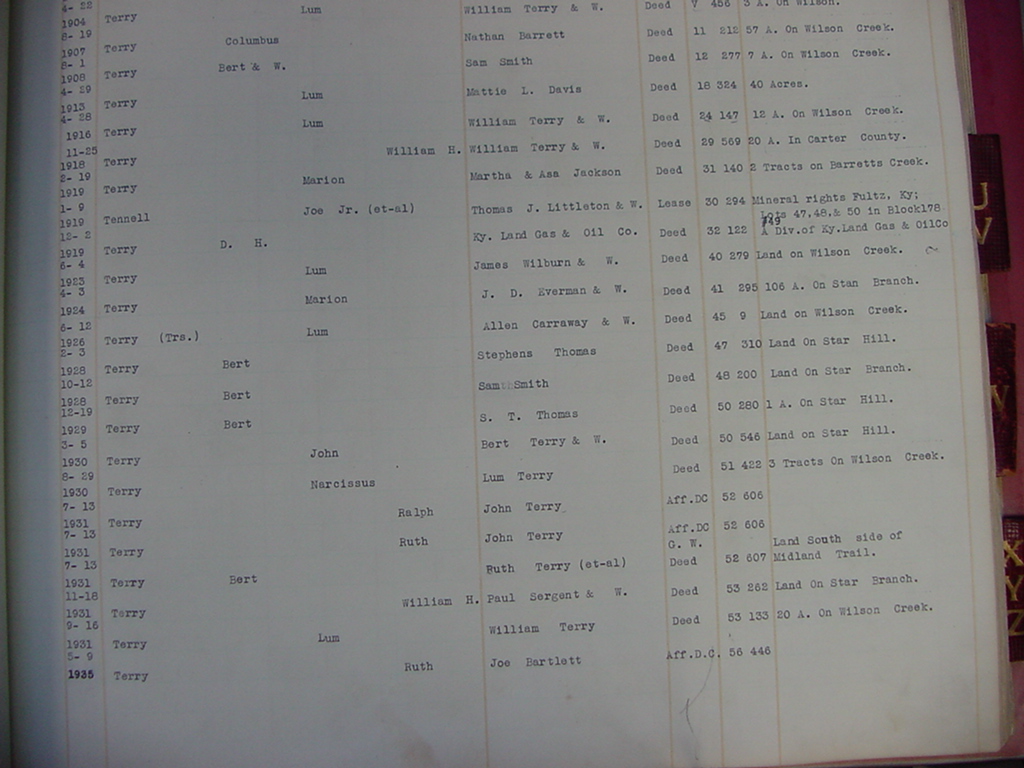 4- 22 Lum William Terry & W. Deed V 456 3 A. On Wilson.
1904 Terry
8- 19 Columbus Nathan Barrett Deed 11 212 57 A. On Wilson Creek.
1907 Terry
8- 1 Bert & W. Sam Smith Deed 12 277 7 A. On Wilson Creek.
1908 Terry
4- 29 Lum Mattie L. Davis Deed 18 324 40 Acres.
1913 Terry
4- 28 Lum William Terry & W. Deed 24 147 12 A. On Wilson Creek.
1916 Terry
11-25 William H. William Terry & W. Deed 29 569 20 A. In Carter County.
1918 Terry
2- 19 Marion Martha & Asa Jackson Deed 31 140 2 Tracts on Barretts Creek.
1919 Terry
1- 9 Joe Jr. (et-al) Thomas J. Littleton & W. Lease 30 294 Mineral rights Fultz, Ky;
1919 Tennell
Lots 47,48,& 50 in Block178
12- 2 D. H. Ky. Land Gas & Oil Co. Deed 32 122 A Div.of Ky.Land Gas & OilCo
1919 Terry
6- 4 Lum James Wilburn & W. Deed 40 279 Land on Wilson Creek.
1923 Terry
4- 3 Marion J. D. Everman & W. Deed 41 295 106 A. On Stan Branch.
1924 Terry
6- 12 Lum Allen Carraway & W. Deed 45 9 Land on Wilson Creek.
1926 Terry (Trs.)
2- 3 Bert Stephens Thomas Deed 47 310 Land On Star Hill.
1928 Terry
10-12 Bert Sam Smith Deed 48 200 Land On Star Branch.
1928 Terry
12-19 Bert S. T. Thomas Deed 50 280 1 A. On Star Hill.
1929 Terry
3- 5 John Bert Terry & W. Deed 50 546 Land on Star Hill.
1930 Terry
8- 29 Narcissus Lum Terry Deed 51 422 3 Tracts On Wilson Creek.
1930 Terry
7- 13 Ralph John Terry Aff.DC 52 606
1931 Terry
7- 13 Ruth John Terry Aff.DC 52 606
1931 Terry
G. W. Land South side of
7- 13 Bert Ruth Terry (et-al) Deed 52 607 Midland Trail.
1931 Terry
11-18 William H. Paul Sergent & W. Deed 53 262 Land On Star Branch.
1931 Terry
9- 16 Lum William Terry Deed 53 133 20 A. On Wilson Creek.
1931 Terry
5- 9 Ruth Joe Bartlett Aff.D.C. 56 446
1935 Terry
U
V
W
X
Y
Z